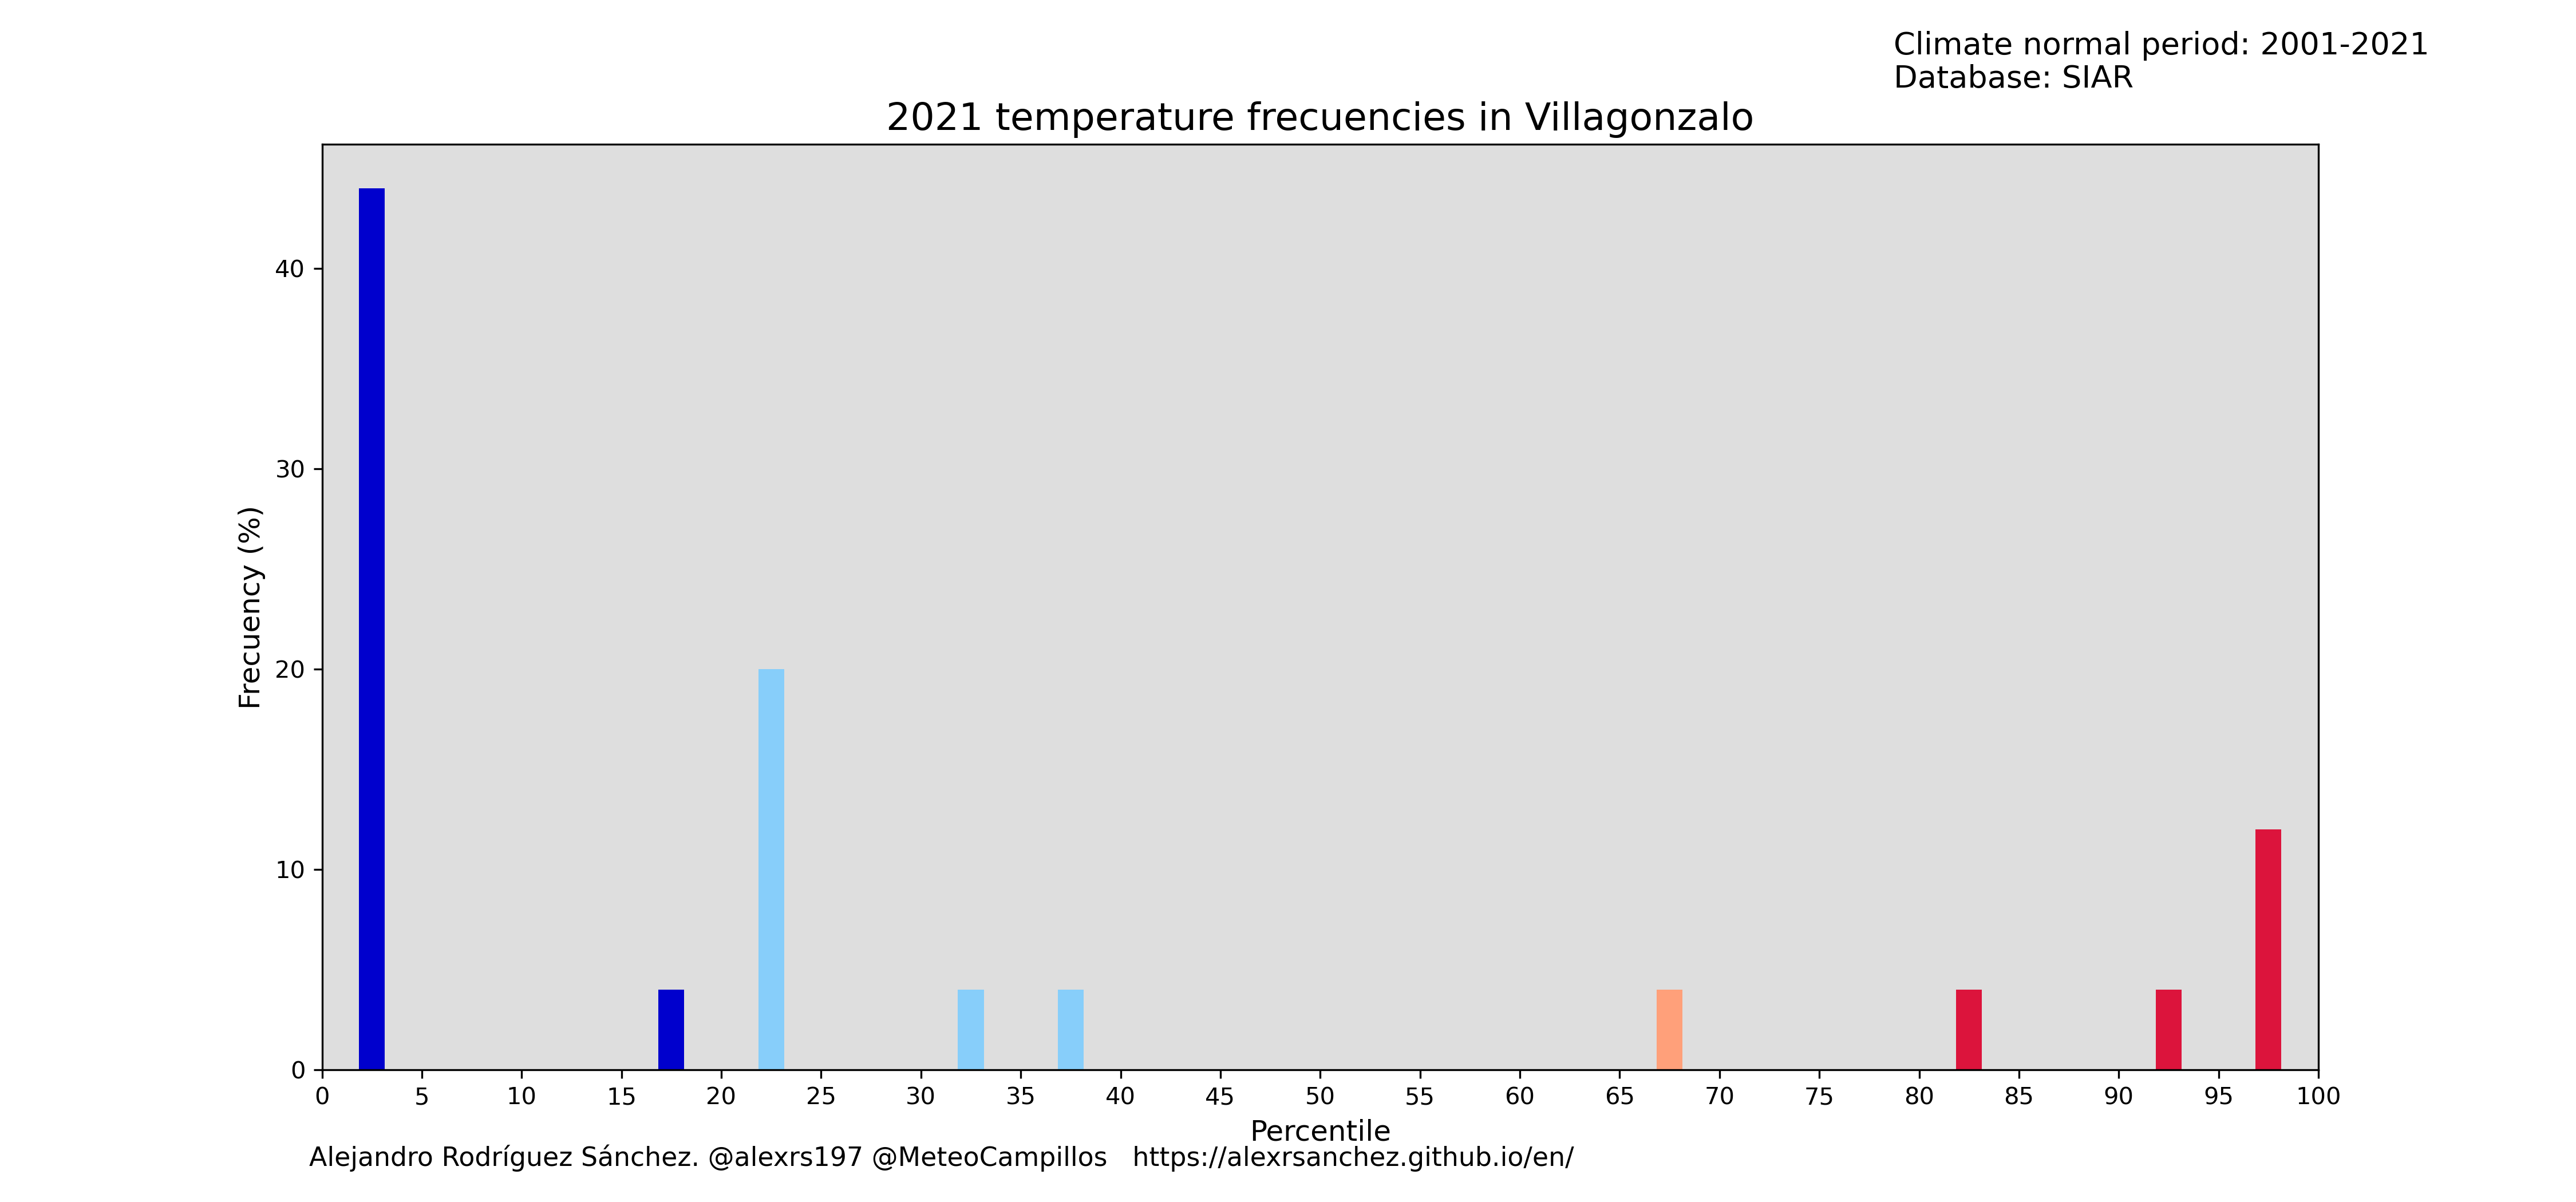 Climate normal period: 2001-2021
Database: SIAR
2021 temperature frecuencies in Villagonzalo
Frecuency (%)
40
30
20
10
0
0 5 10 15 20 25 30 35 40 45 50 55 60 65 70 75 80 85 90 95 100
Percentile
Alejandro Rodríguez Sánchez. @alexrs197 @MeteoCampillos https://alexrsanchez.github.io/en/